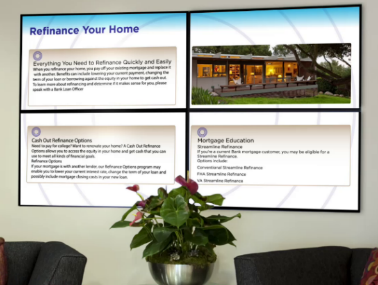 Refinance Your Home
Everything You Need to Refinance Quickly and Easily
When you refinance your home, you pay off your existing mortgage and replace it
with another. Benefits can include lowering your current payment, changing the
term of your loan or borrowing against the equity in your home to get cash out.
To learn more about refinancing and determine if it makes sense for you, please
speak with a Bank Loan Officer
Cash Out Refinance Options
Need to pay for college? Want to renovate your home? A Cash Out Refinance
Options allows you to access the equity in your home and get cash that you can
use to meet all kinds of financial goals.
Refinance Options
If your mortgage is with another lender, our Refinance Options program may
enable you to lower your current interest rate, change the term of your loan and
possibly include mortgage closing costs in your new loan.
Mortgage Education
Streamline Refinance
If you're a current Bank mortgage customer, you may be eligible for a
Streamline Refinance.
Options include:
Conventional Streamline Refinance
FHA Streamline Refinance
VA Streamline Refinance